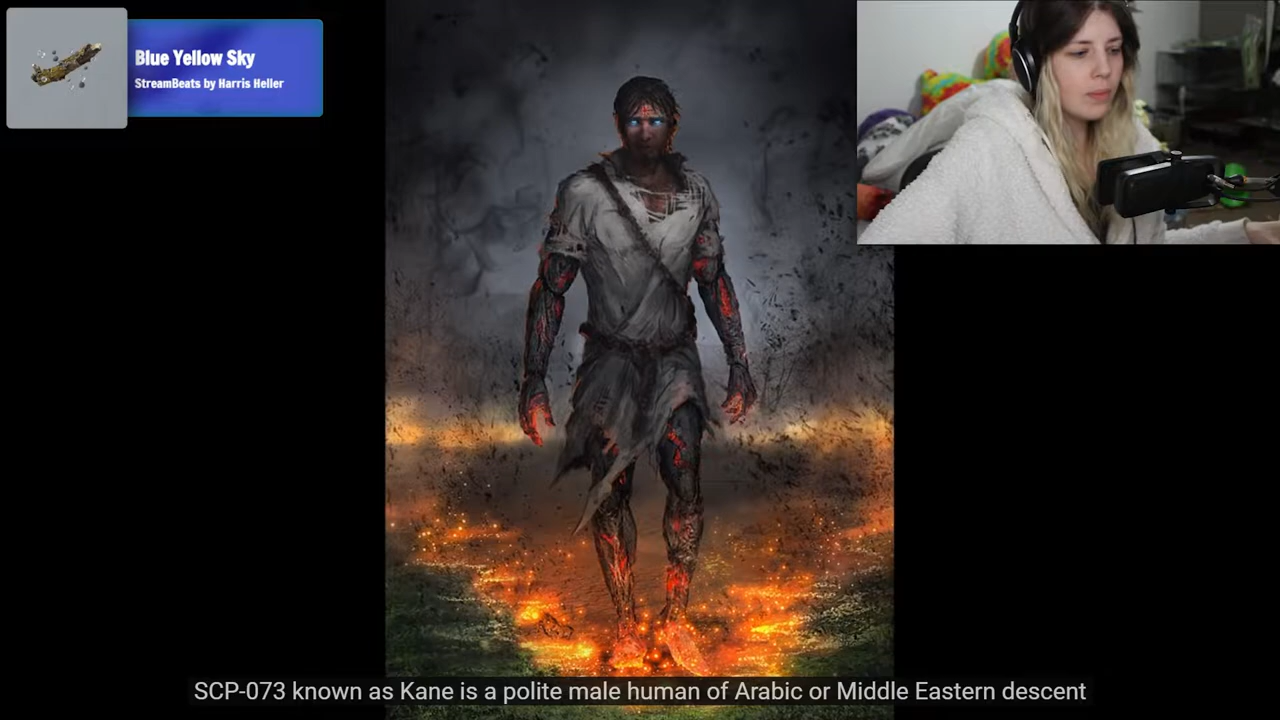 Blue Yellow Sky
StreamBeats by Harris Heller
SCP-073 known as Kane is a polite male human of Arabic or Middle Eastern descent